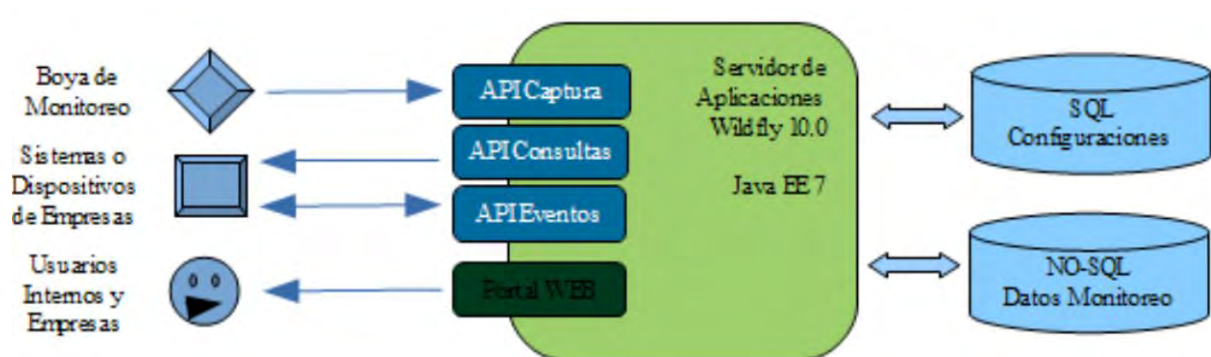 Boya de
Monitoreo
Sistemas o
Dispositivos
de Empresas
Usuarios
Internos y
Empresas
API Captura
API Consultas
API Eventos
Portal WEB
Servidor de
Aplicaciones
Wildfly 10.0
Java EE 7
SQL
Configuraciones
NO-SQL
Datos Monitoreo